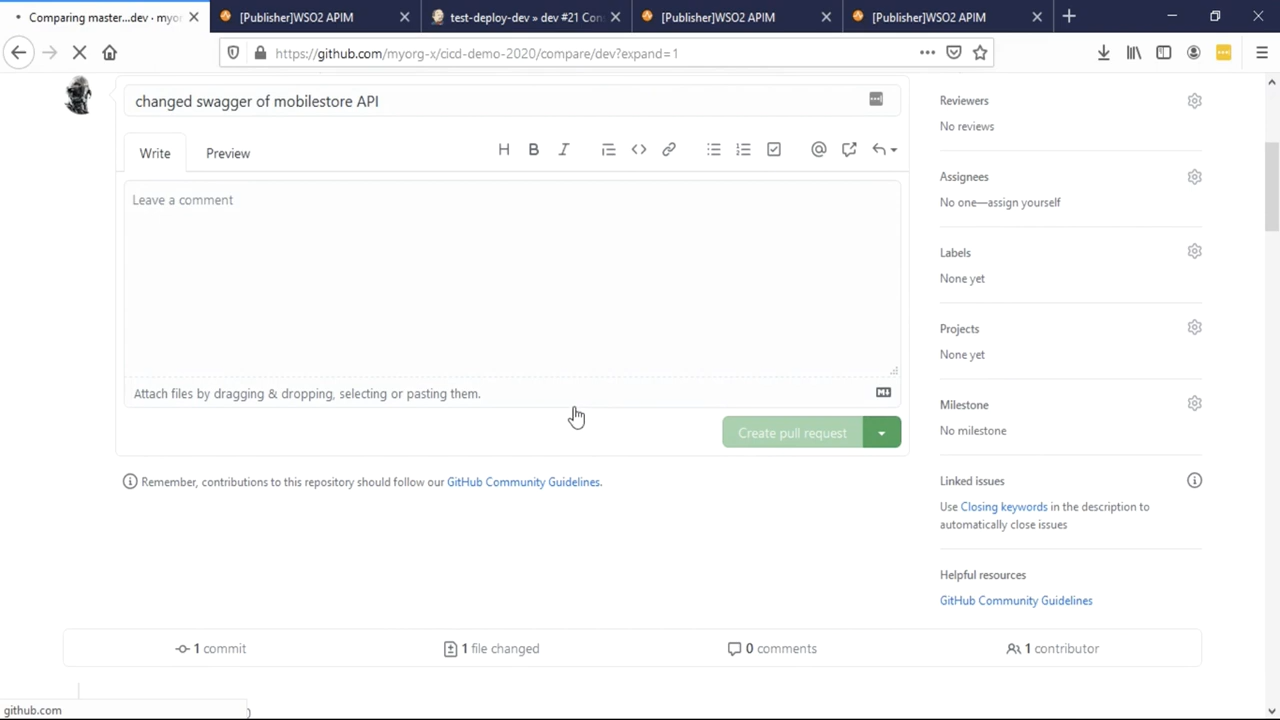 Comparing master...dev · myor
[Publisher]WSO2 APIM
test-deploy-dev » dev #21 Con
[Publisher]WSO2 APIM
[Publisher]WSO2 APIM
https://github.com/myorg-x/cicd-demo-2020/compare/dev?expand=1
changed swagger of mobilestore API
Write
Preview
H B I
Leave a comment
Attach files by dragging & dropping, selecting or pasting them.
Create pull request
Remember, contributions to this repository should follow our GitHub Community Guidelines.
Reviewers
No reviews
Assignees
No one—assign yourself
Labels
None yet
Projects
None yet
Milestone
No milestone
Linked issues
Use Closing keywords in the description to
automatically close issues
Helpful resources
GitHub Community Guidelines
1 commit
1 file changed
0 comments
1 contributor
github.com